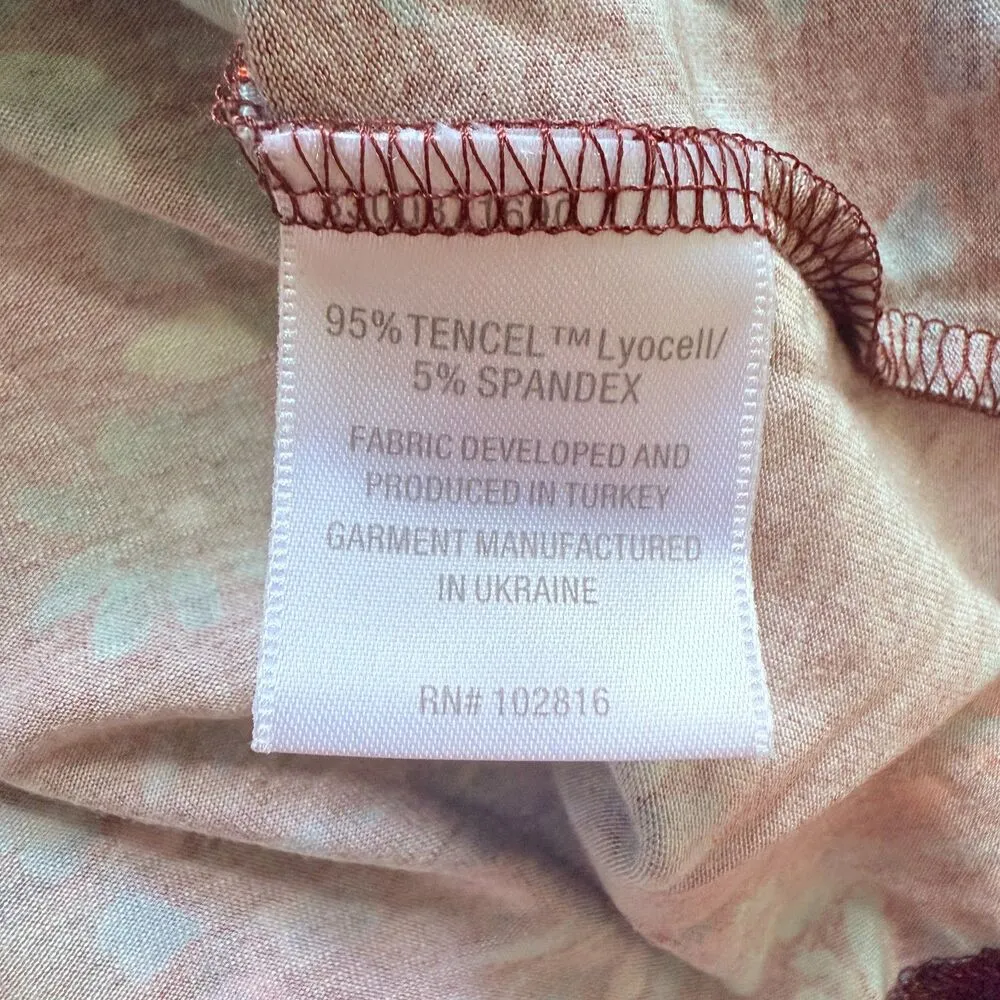 95% TENCEL™ Lyocell/
5% SPANDEX
FABRIC DEVELOPED AND
PRODUCED IN TURKEY
GARMENT MANUFACTURED
IN UKRAINE
RN# 102816